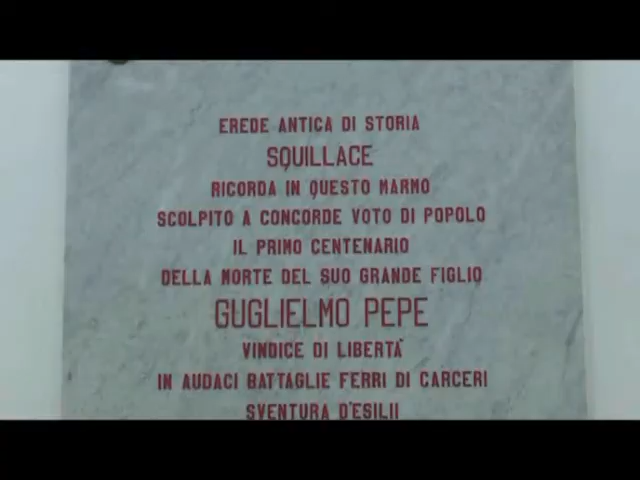 EREDE ANTICA DI STORIA
SQUILLACE
RICORDA IN QUESTO MARMO
SCOLPITO A CONCORDE VOTO DI POPOLO
IL PRIMO CENTENARIO
DELLA MORTE DEL SUO GRANDE FIGLIO
GUGLIELMO PEPE
VINDICE DI LIBERTA'
IN AUDACI BATTAGLIE FERRI DI CARCERI
SVENTURA D'ESILII